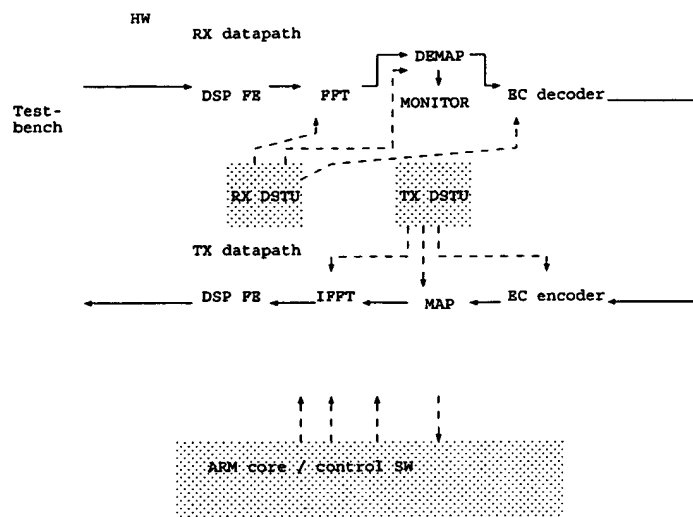 HW
RX datapath
DEMAP
DSP FE
FFT
MONITOR
EC decoder
Test-
bench
RX DSTU
TX DSTU
TX datapath
DSP FE
IFFT
MAP
EC encoder
ARM core / control SW